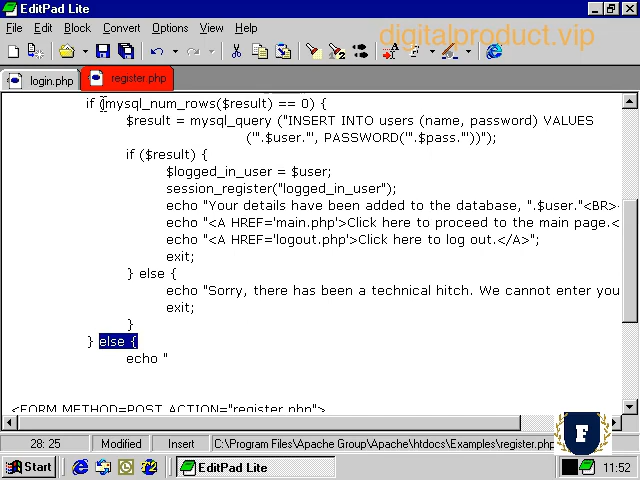 EditPad Lite
digitalproduct.vip
File Edit Block Convert Options View Help
login.php register.php
if (mysql_num_rows($result) == 0) {
$result = mysql_query ("INSERT INTO users (name, password) VALUES
('".$user."', PASSWORD('".$pass."'))");
if ($result) {
$logged_in_user = $user;
session_register("logged_in_user");
echo "Your details have been added to the database, ".$user."<BR>
echo "<A HREF='main.php'>Click here to proceed to the main page.<
echo "<A HREF='logout.php'>Click here to log out.</A>";
exit;
} else {
echo "Sorry, there has been a technical hitch. We cannot enter you
exit;
}
} else {
echo "
<FORM METHOD=POST ACTION="register.php">
28: 25 Modified Insert C:\Program Files\Apache Group\Apache\htdocs\Examples\register.php
F
Start EditPad Lite 11:52